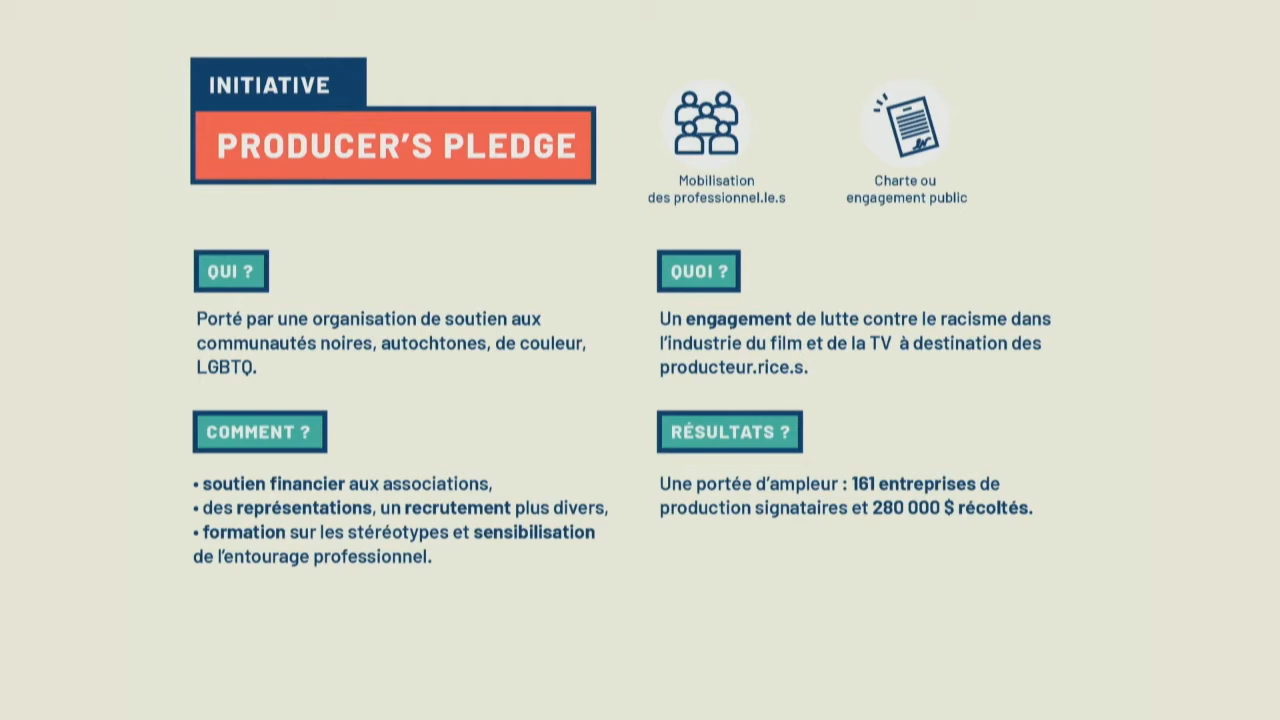 INITIATIVE
PRODUCER’S PLEDGE
Mobilisation
des professionnel.le.s
Charte ou
engagement public
QUI ?
Porté par une organisation de soutien aux
communautés noires, autochtones, de couleur,
LGBTQ.
QUOI ?
Un engagement de lutte contre le racisme dans
l’industrie du film et de la TV à destination des
producteur.rice.s.
COMMENT ?
• soutien financier aux associations,
• des représentations, un recrutement plus divers,
• formation sur les stéréotypes et sensibilisation
de l’entourage professionnel.
RÉSULTATS ?
Une portée d’ampleur : 161 entreprises de
production signataires et 280 000 $ récoltés.